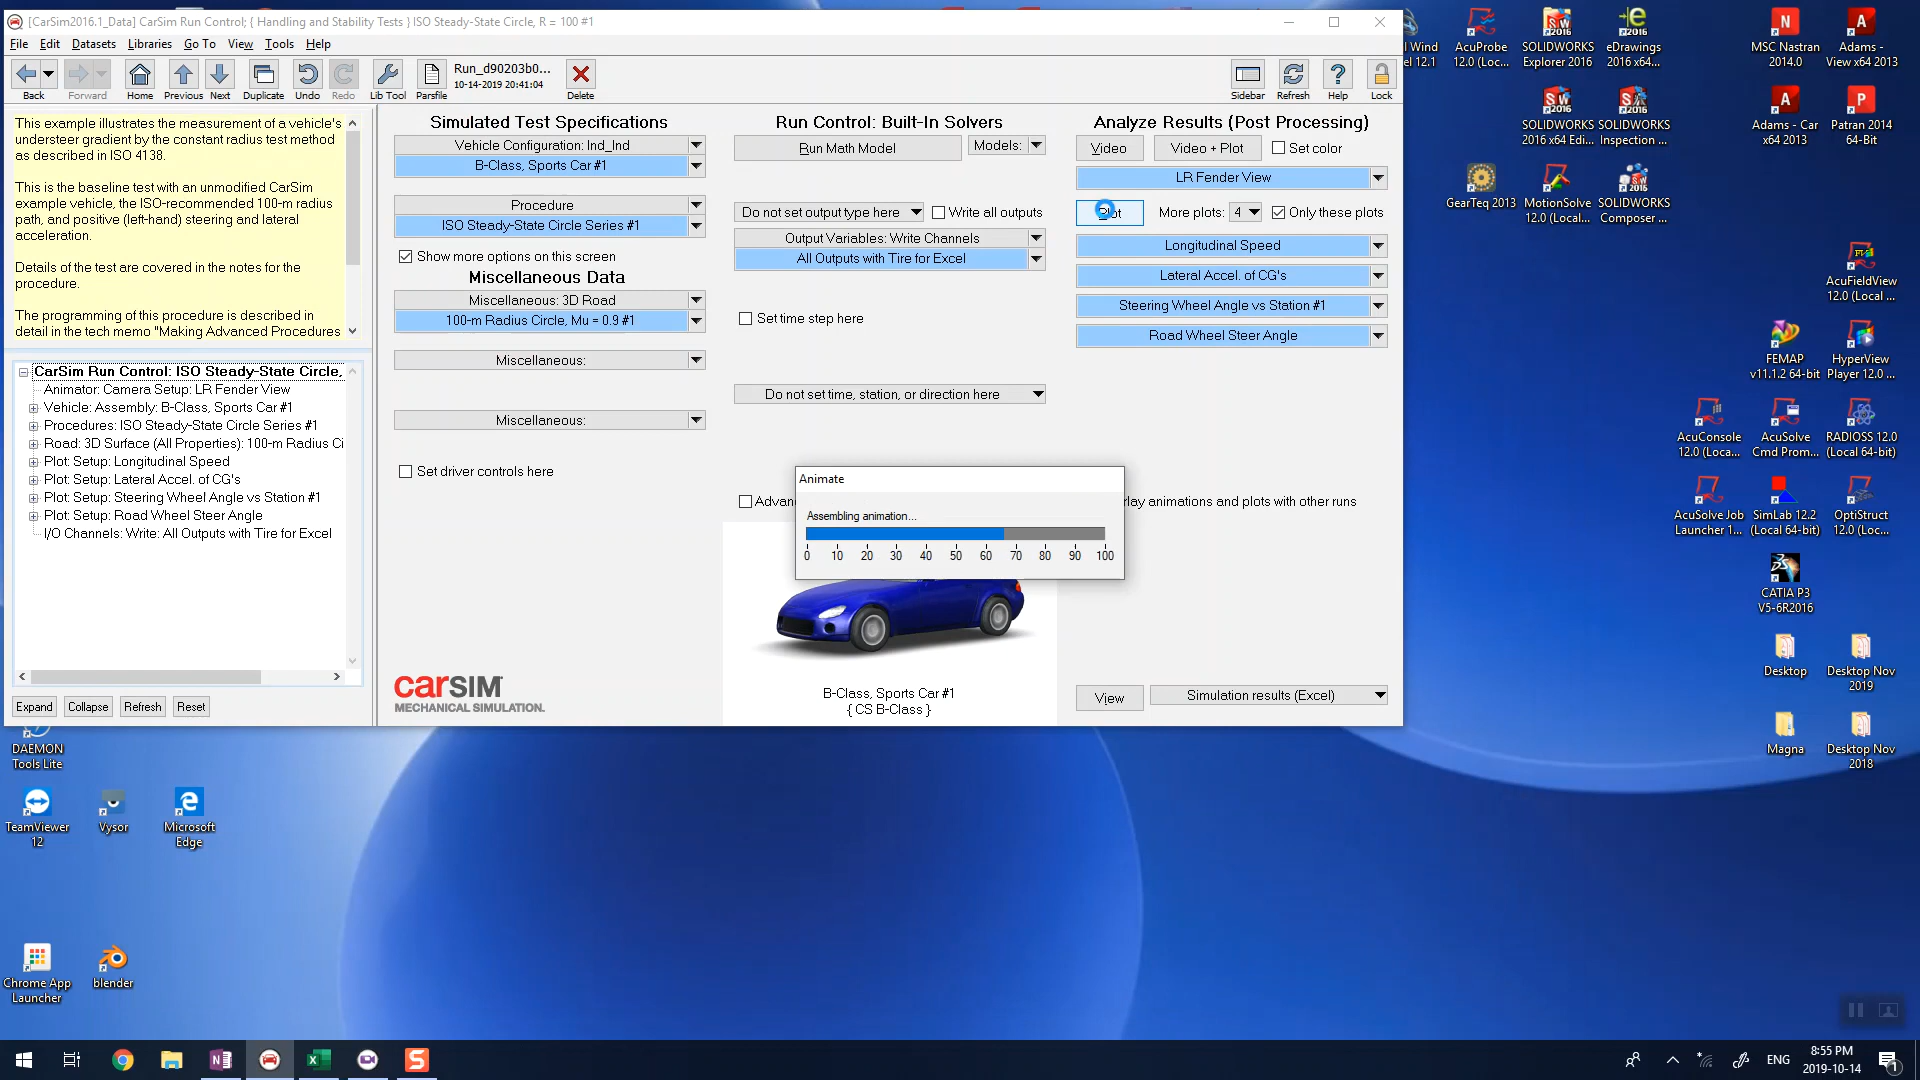 [CarSim2016.1_Data] CarSim Run Control; { Handling and Stability Tests } ISO Steady-State Circle, R = 100 #1
File Edit Datasets Libraries Go To View Tools Help
Back Forward Home Previous Next Duplicate Undo Redo Lib Tool Parsfile
Run_d90203b0...
10-14-2019 20:41:04
Delete Sidebar Refresh Help Lock
This example illustrates the measurement of a vehicle's
understeer gradient by the constant radius test method
as described in ISO 4138.
This is the baseline test with an unmodified CarSim
example vehicle, the ISO-recommended 100-m radius
path, and positive (left-hand) steering and lateral
acceleration.
Details of the test are covered in the notes for the
procedure.
The programming of this procedure is described in
detail in the tech memo "Making Advanced Procedures
CarSim Run Control: ISO Steady-State Circle,
Animator: Camera Setup: LR Fender View
Vehicle: Assembly: B-Class, Sports Car #1
Procedures: ISO Steady-State Circle Series #1
Road: 3D Surface (All Properties): 100-m Radius Ci
Plot: Setup: Longitudinal Speed
Plot: Setup: Lateral Accel. of CG's
Plot: Setup: Steering Wheel Angle vs Station #1
Plot: Setup: Road Wheel Steer Angle
I/O Channels: Write: All Outputs with Tire for Excel
Expand Collapse Refresh Reset
Simulated Test Specifications
Vehicle Configuration: Ind_Ind
B-Class, Sports Car #1
Procedure
ISO Steady-State Circle Series #1
Show more options on this screen
Miscellaneous Data
Miscellaneous: 3D Road
100-m Radius Circle, Mu = 0.9 #1
Miscellaneous:
Miscellaneous:
Set driver controls here
carSIM
MECHANICAL SIMULATION.
Run Control: Built-In Solvers
Run Math Model Models:
Do not set output type here Write all outputs
Output Variables: Write Channels
All Outputs with Tire for Excel
Set time step here
Do not set time, station, or direction here
Advan
Animate
Assembling animation...
0 10 20 30 40 50 60 70 80 90 100
B-Class, Sports Car #1
{ CS B-Class }
Analyze Results (Post Processing)
Video Video + Plot Set color
LR Fender View
More plots: 4 Only these plots
Longitudinal Speed
Lateral Accel. of CG's
Steering Wheel Angle vs Station #1
Road Wheel Steer Angle
rlay animations and plots with other runs
View Simulation results (Excel)
l Wind
el 12.1
AcuProbe
12.0 (Loc...
SOLIDWORKS
Explorer 2016
eDrawings
2016 x64...
MSC Nastran
2014.0
Adams -
View x64 2013
SOLIDWORKS
2016 x64 Edi...
SOLIDWORKS
Inspection ...
Adams - Car
x64 2013
Patran 2014
64-Bit
GearTeq 2013
MotionSolve
12.0 (Local...
SOLIDWORKS
Composer ...
AcuFieldView
12.0 (Local ...
FEMAP
v11.1.2 64-bit
HyperView
Player 12.0 ...
AcuConsole
12.0 (Loca...
AcuSolve
Cmd Prom...
RADIOSS 12.0
(Local 64-bit)
AcuSolve Job
Launcher 1...
SimLab 12.2
(Local 64-bit)
OptiStruct
12.0 (Loc...
CATIA P3
V5-6R2016
Desktop
Desktop Nov
2019
Magna
Desktop Nov
2018
DAEMON
Tools Lite
TeamViewer
12
Vysor
Microsoft
Edge
Chrome App
Launcher
blender
ENG
8:55 PM
2019-10-14
1